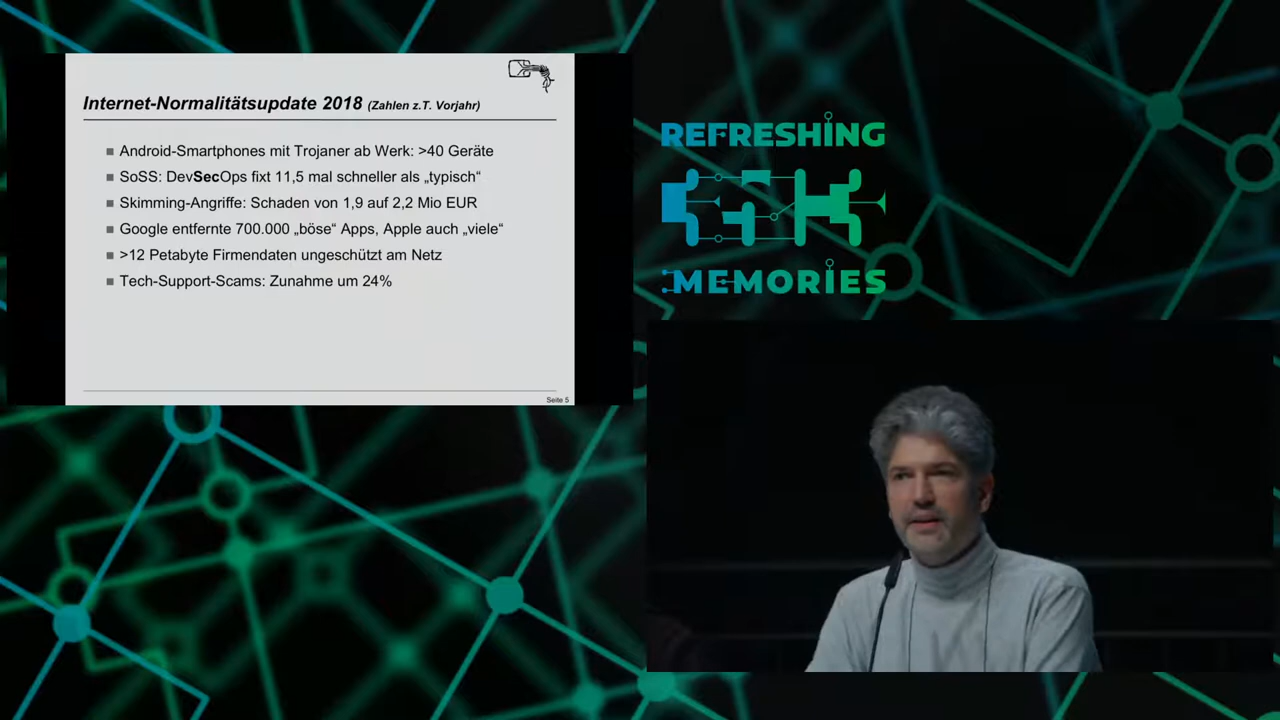 Internet-Normalitätsupdate 2018 (Zahlen z.T. Vorjahr)
Android-Smartphones mit Trojaner ab Werk: >40 Geräte
SoSS: DevSecOps fixt 11,5 mal schneller als „typisch“
Skimming-Angriffe: Schaden von 1,9 auf 2,2 Mio EUR
Google entfernte 700.000 „böse“ Apps, Apple auch „viele“
>12 Petabyte Firmendaten ungeschützt am Netz
Tech-Support-Scams: Zunahme um 24%
Seite 5
REFRESHING
MEMORIES